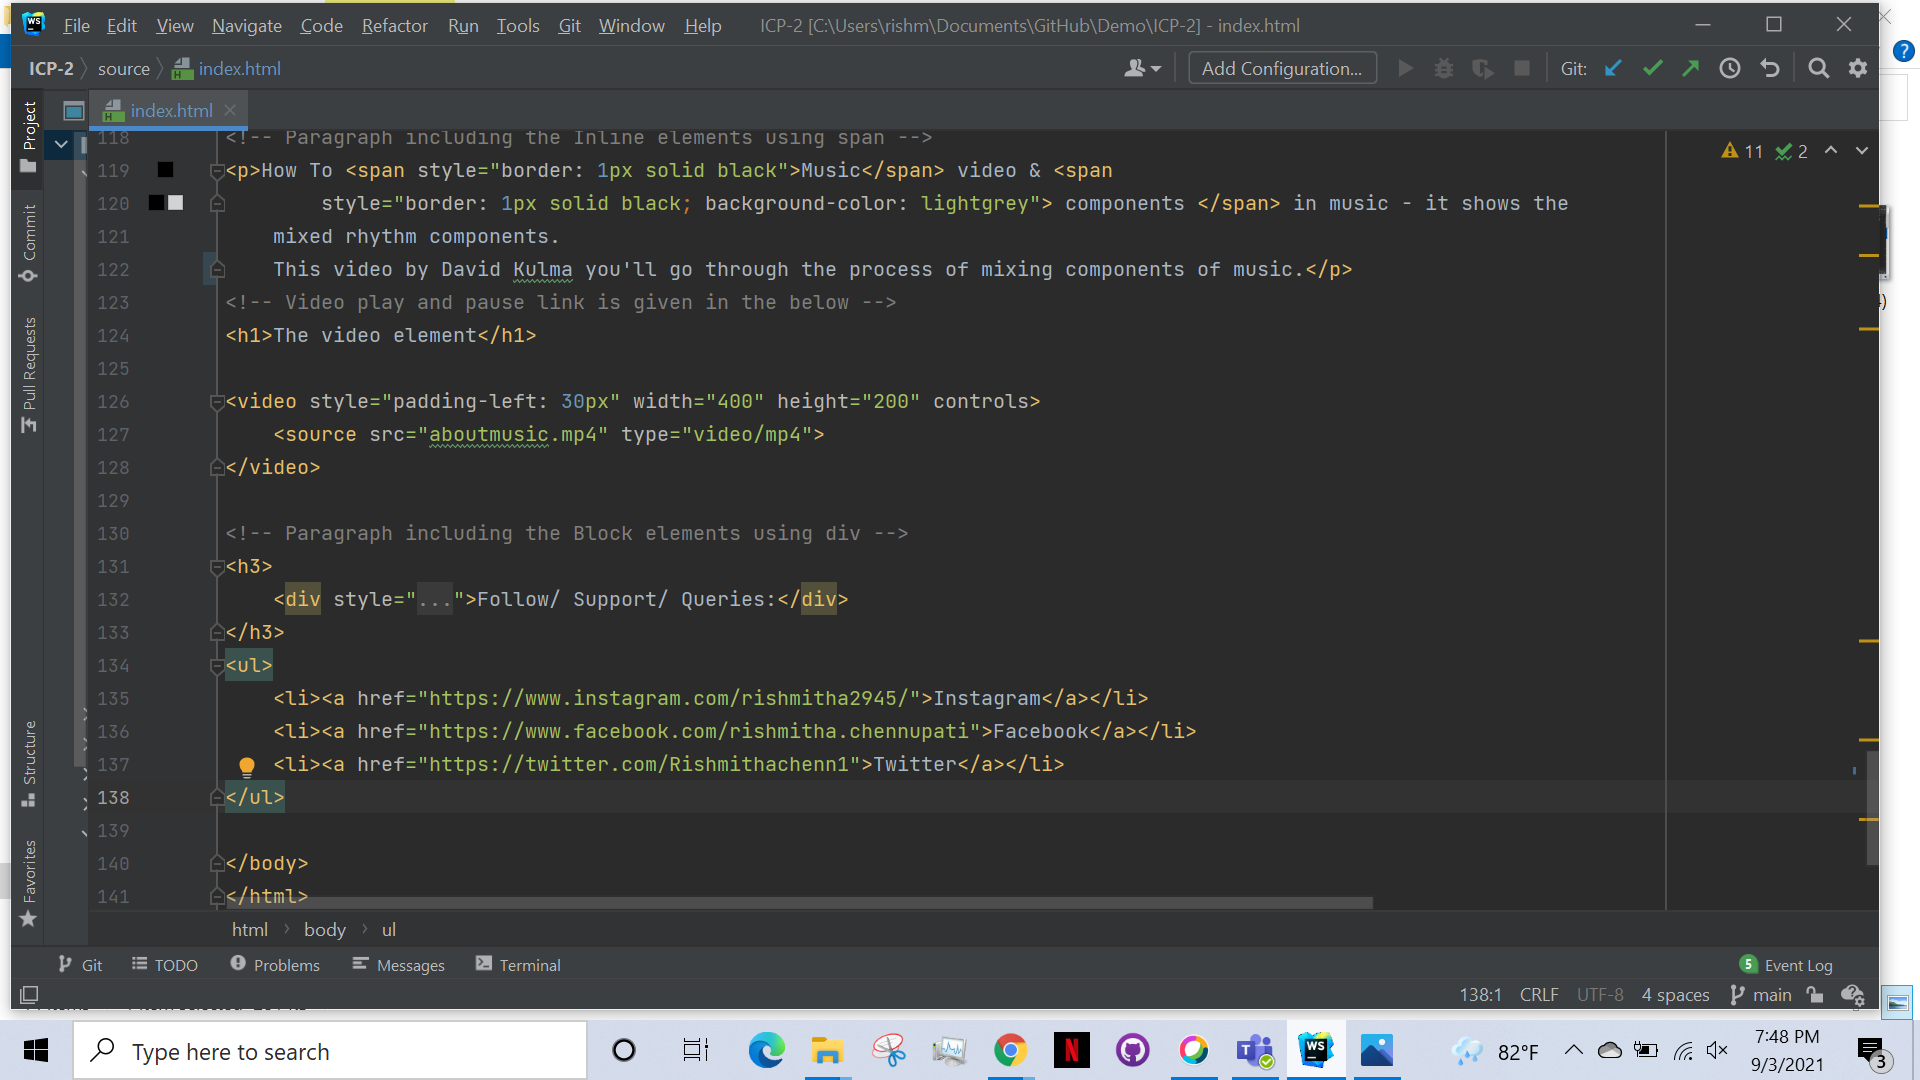 File Edit View Navigate Code Refactor Run Tools Git Window Help ICP-2 [C:\Users\rishm\Documents\GitHub\Demo\ICP-2] - index.html
ICP-2 source index.html Add Configuration... Git:
index.html
Project
Commit
Pull Requests
Structure
Favorites
11 2
118 <!-- Paragraph including the Inline elements using span -->
119 <p>How To <span style="border: 1px solid black">Music</span> video & <span
120 style="border: 1px solid black; background-color: lightgrey"> components </span> in music - it shows the
121 mixed rhythm components.
122 This video by David Kulma you'll go through the process of mixing components of music.</p>
123 <!-- Video play and pause link is given in the below -->
124 <h1>The video element</h1>
125
126 <video style="padding-left: 30px" width="400" height="200" controls>
127 <source src="aboutmusic.mp4" type="video/mp4">
128 </video>
129
130 <!-- Paragraph including the Block elements using div -->
131 <h3>
132 <div style="...">Follow/ Support/ Queries:</div>
133 </h3>
134 <ul>
135 <li><a href="https://www.instagram.com/rishmitha2945/">Instagram</a></li>
136 <li><a href="https://www.facebook.com/rishmitha.chennupati">Facebook</a></li>
137 <li><a href="https://twitter.com/Rishmithachenn1">Twitter</a></li>
138 </ul>
139
140 </body>
141 </html>
html body ul
Git TODO Problems Messages Terminal 5 Event Log
138:1 CRLF UTF-8 4 spaces main
Type here to search
WS
N
82°F
7:48 PM
9/3/2021
3